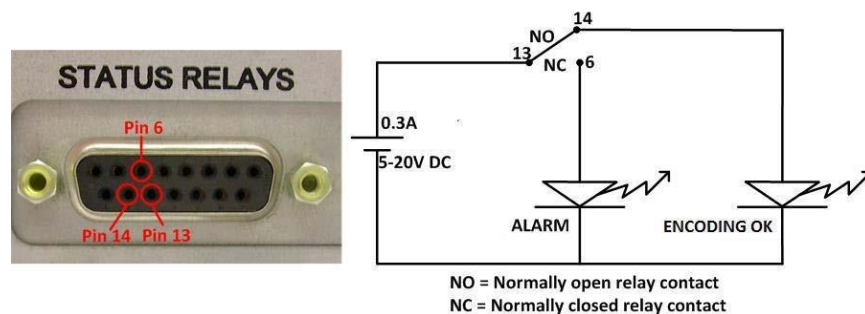 STATUS RELAYS
Pin 6
Pin 14 Pin 13
14
NO
13
NC 6
0.3A
5-20V DC
ALARM
ENCODING OK
NO = Normally open relay contact
NC = Normally closed relay contact